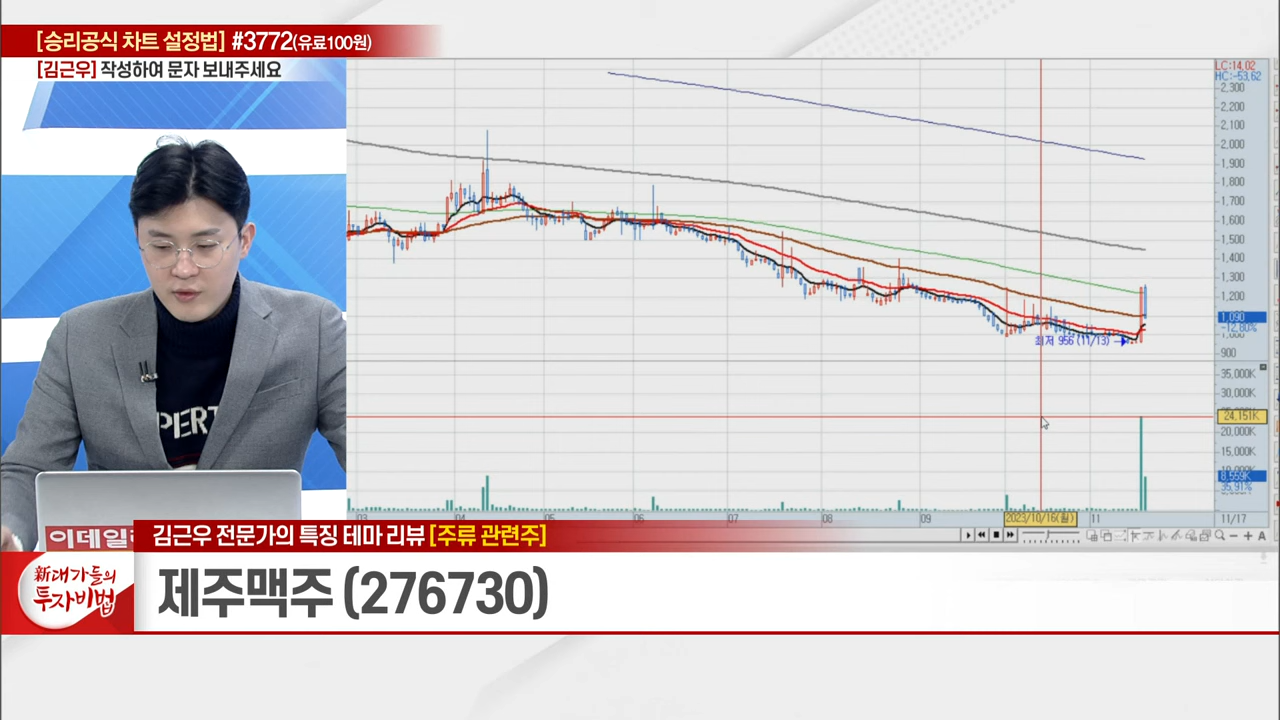 [승리공식 차트 설정법] #3772(유료100원)
[김근우] 작성하여 문자 보내주세요
LC:14,02
HC:-53,62
2,300
2,200
2,100
2,000
1,900
1,800
1,700
1,600
1,500
1,400
1,300
1,200
1,090
-12,80%
900
최저 956 (11/13)
35,000K
30,000K
24,151K
20,000K
15,000K
8,559K
35,91%
03
04
05
06
07
08
09
2023/10/16(월)
11
11/17
PERT
이데일리
김근우 전문가의 특징 테마 리뷰 [주류 관련주]
新대가들의
투자비법
제주맥주 (276730)